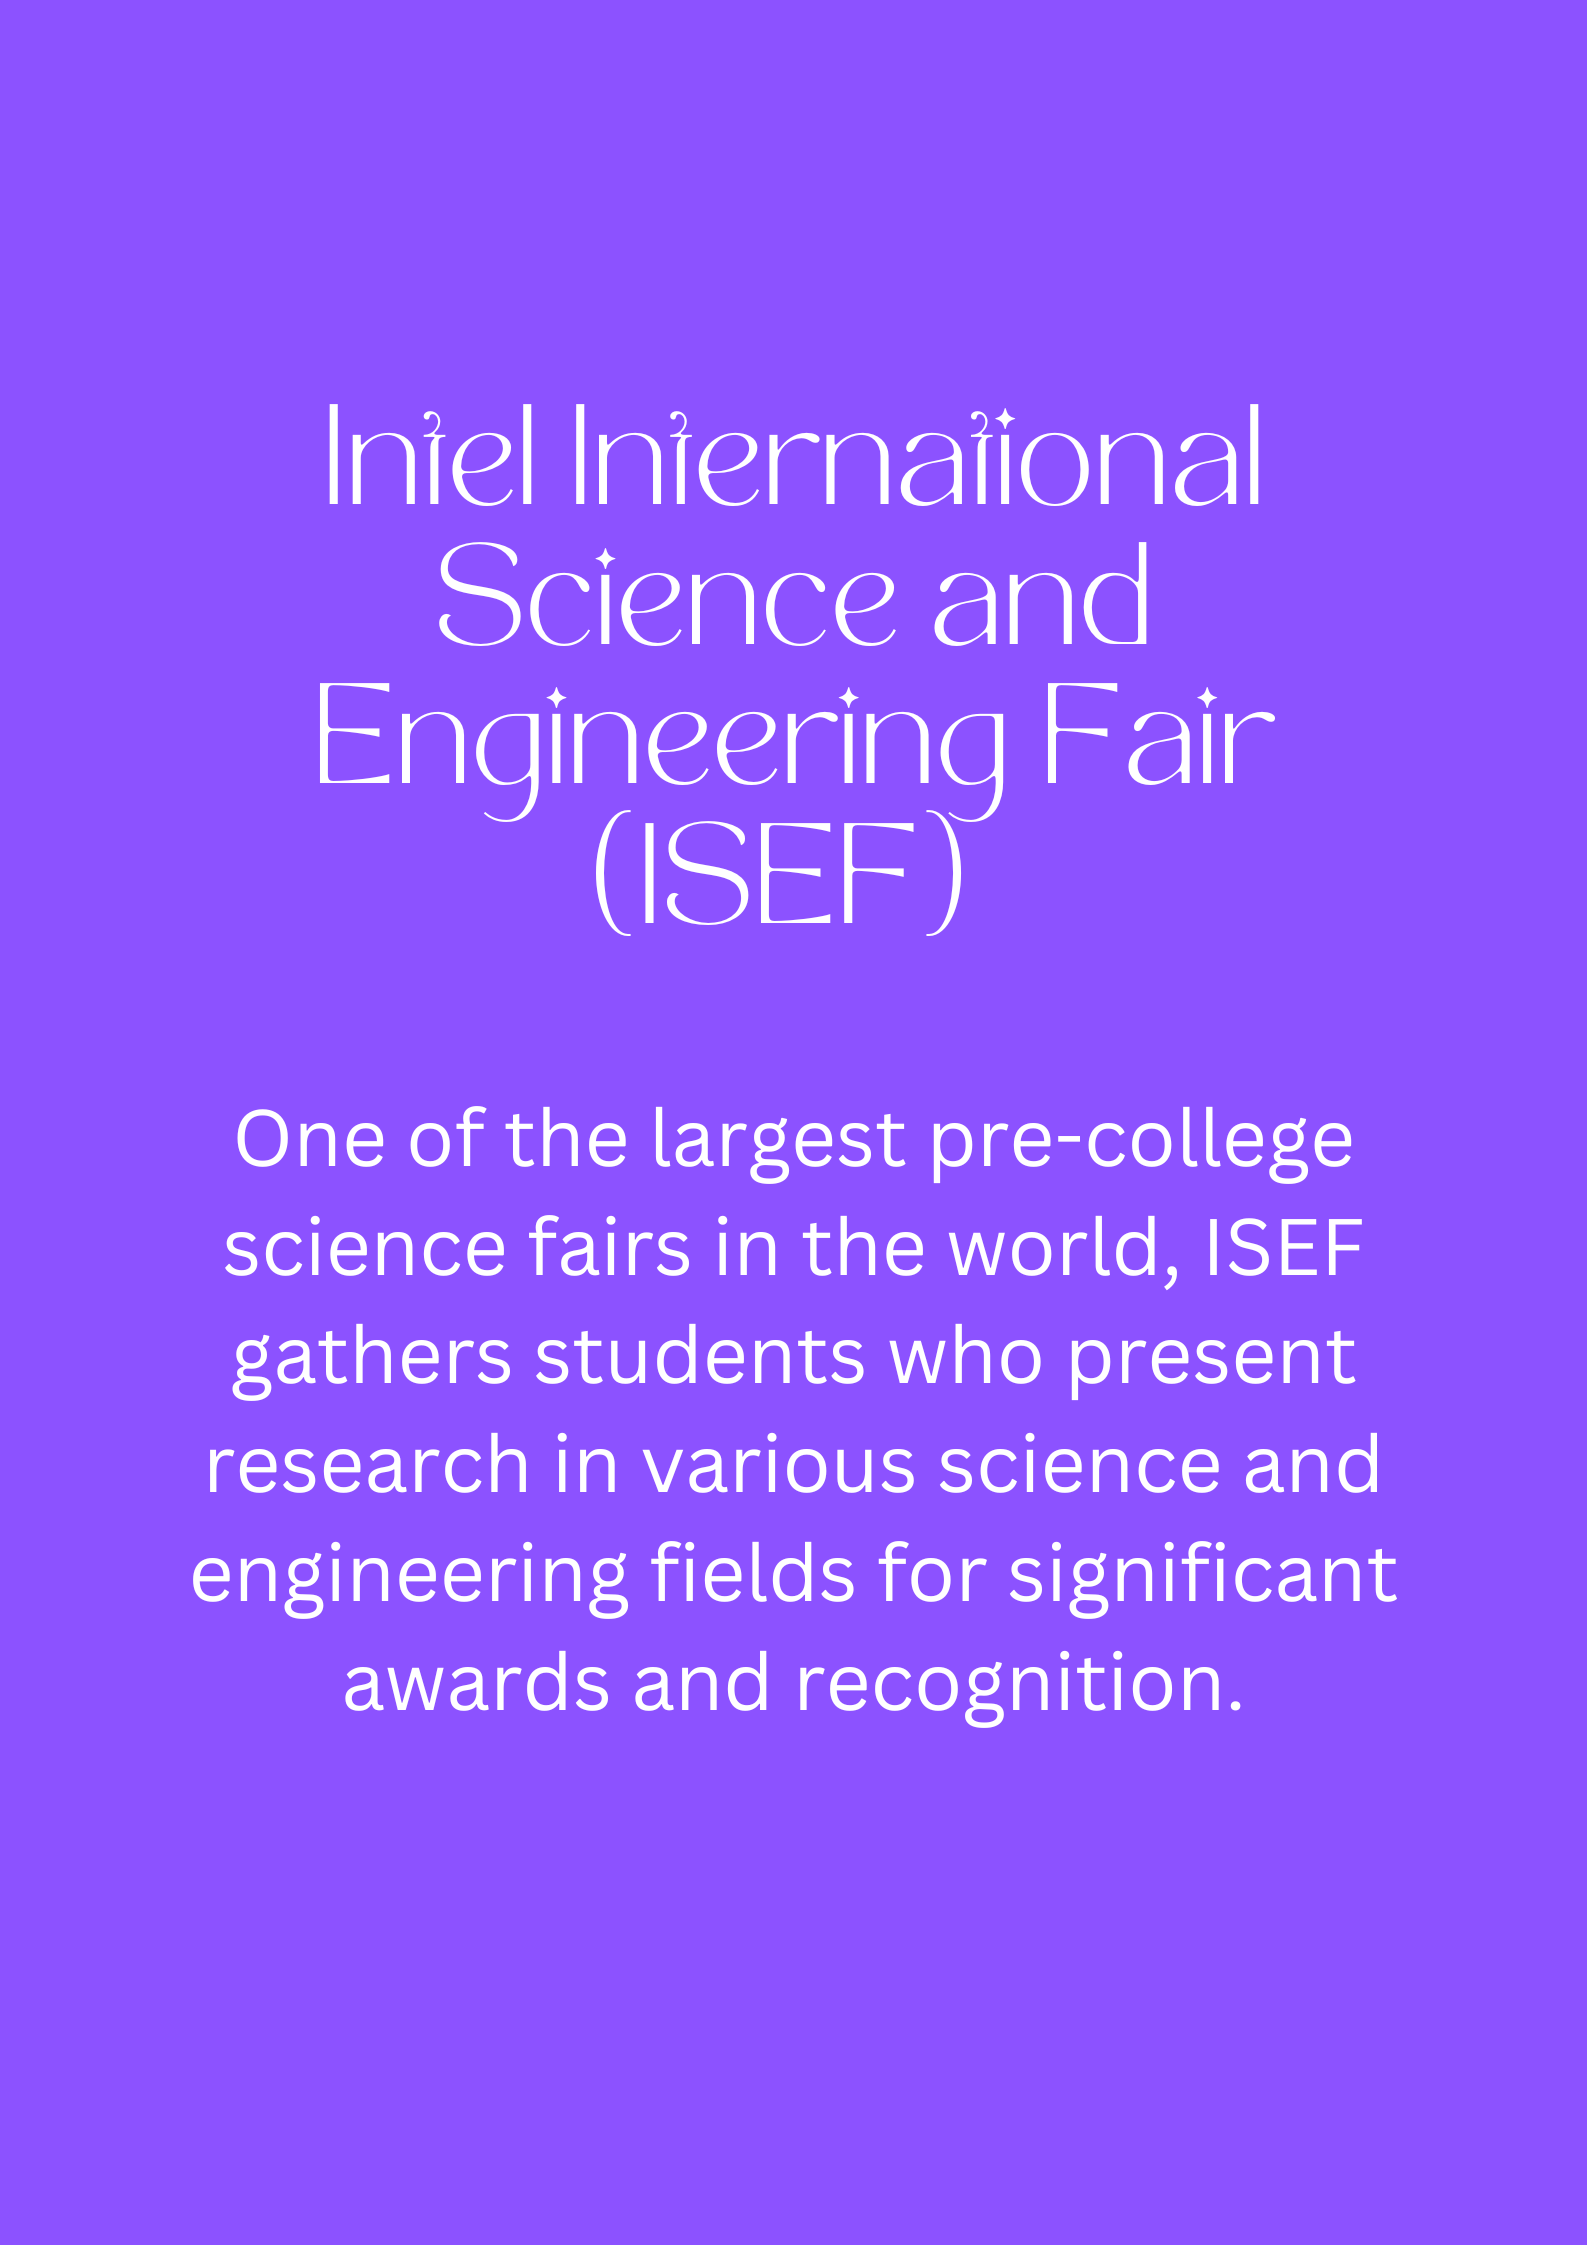 Intel International
Science and
Engineering Fair
(ISEF)
One of the largest pre-college
science fairs in the world, ISEF
gathers students who present
research in various science and
engineering fields for significant
awards and recognition.